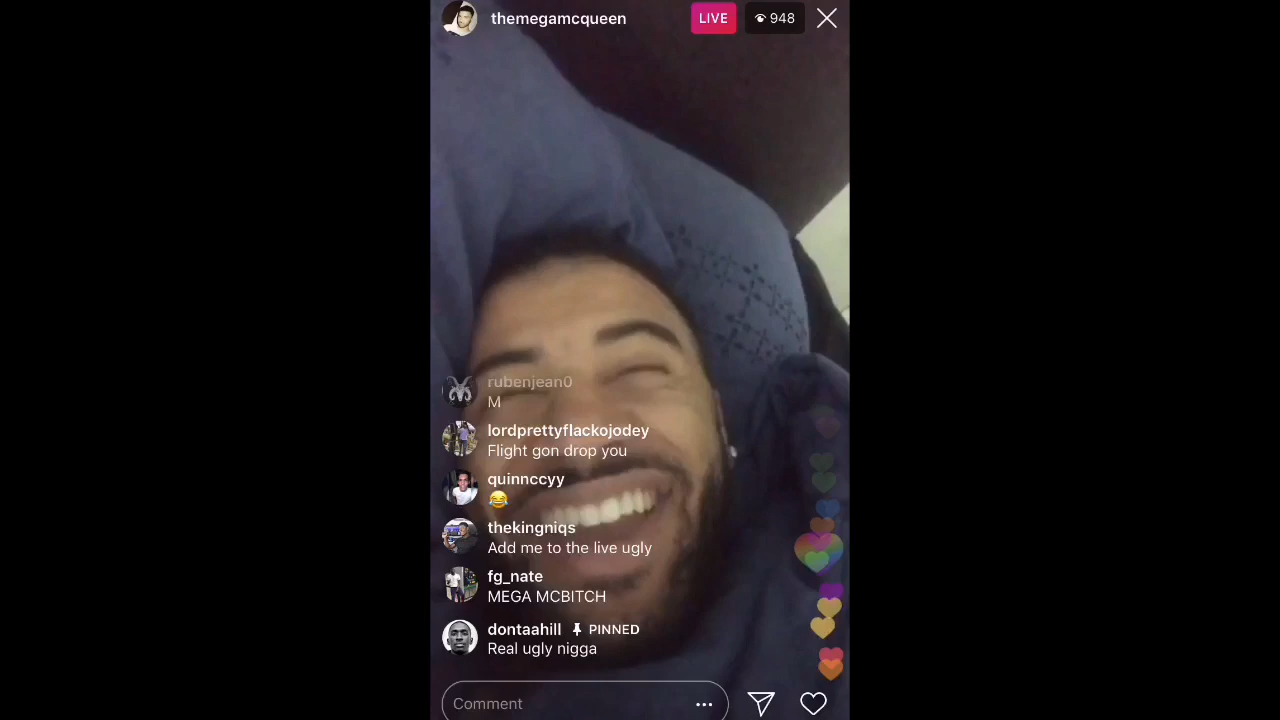 themegamcqueen
LIVE
948
rubenjean0
M
lordprettyflackojodey
Flight gon drop you
quinnccyy
😂
thekingniqs
Add me to the live ugly
fg_nate
MEGA MCBITCH
dontaahill PINNED
Real ugly nigga
Comment